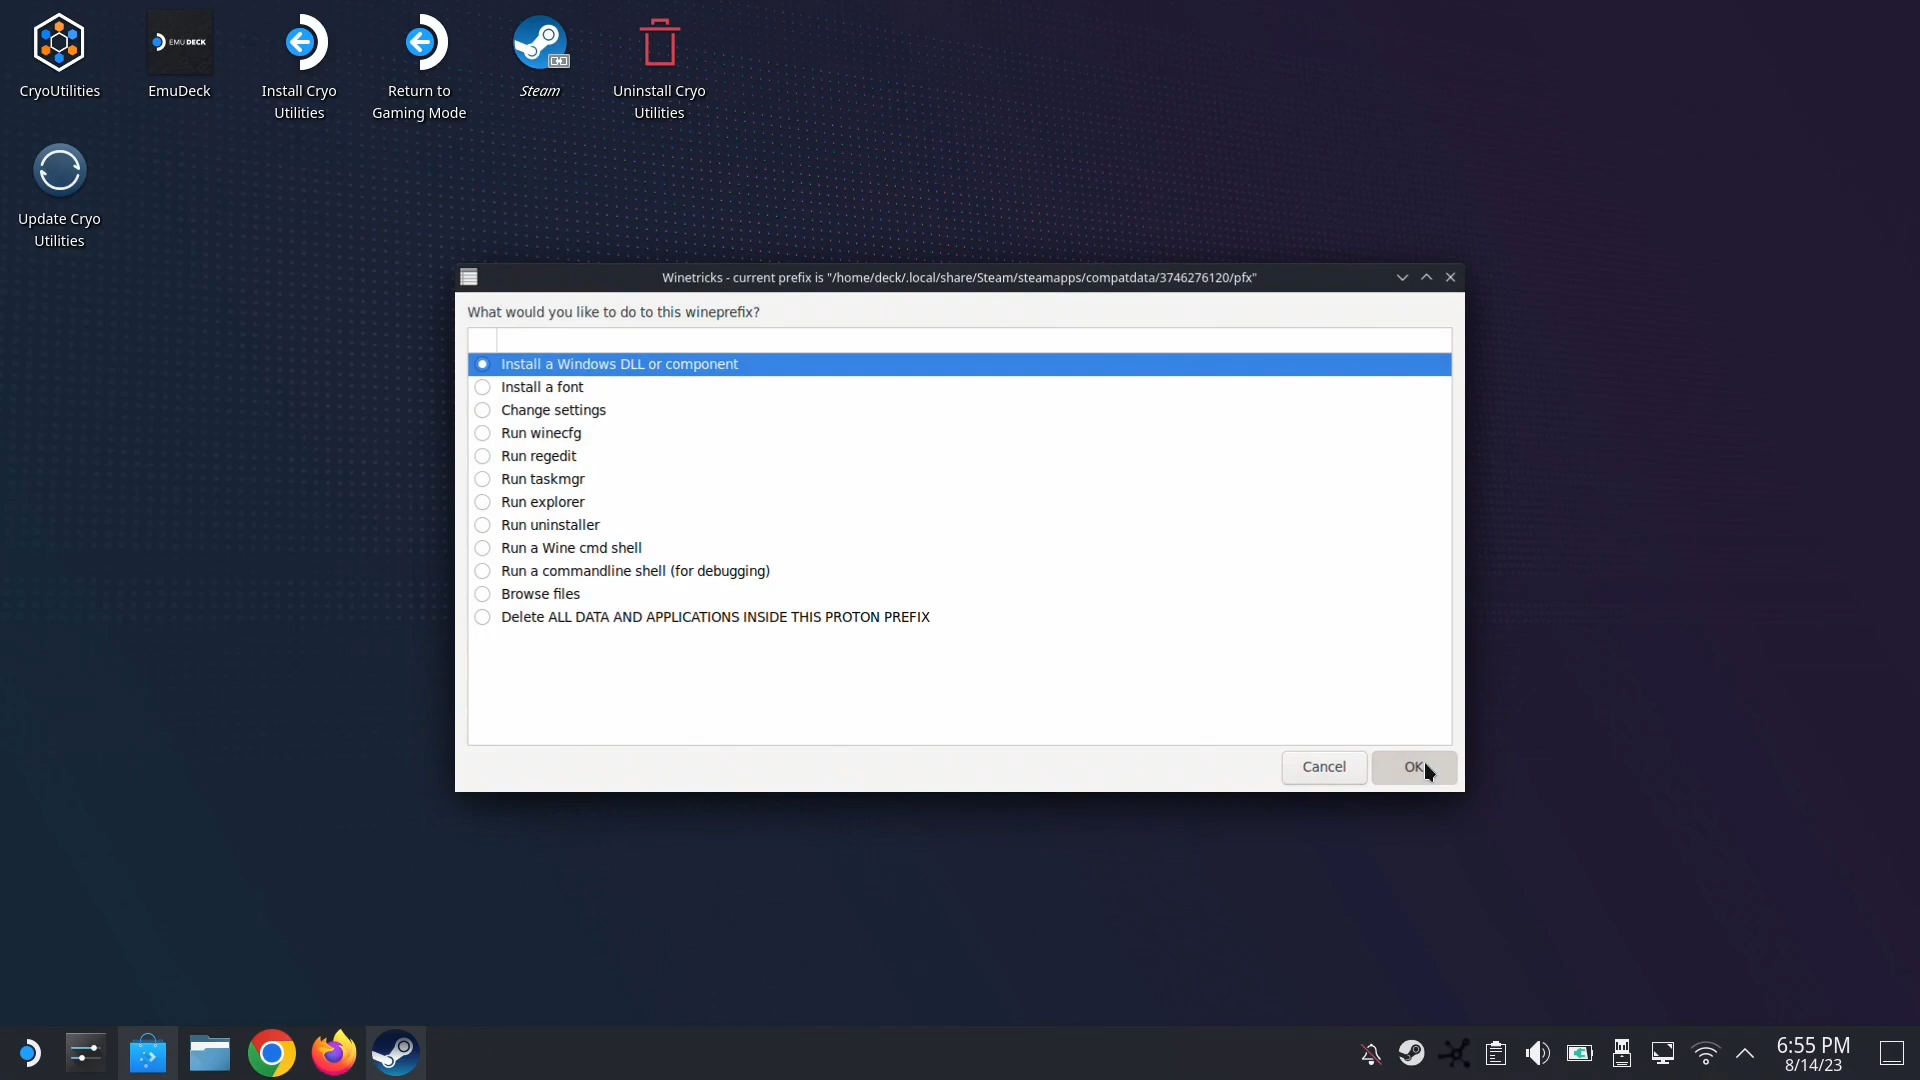 CryoUtilities
EMUDECK
EmuDeck
Install Cryo
Utilities
Return to
Gaming Mode
Steam
Uninstall Cryo
Utilities
Update Cryo
Utilities
Winetricks - current prefix is "/home/deck/.local/share/Steam/steamapps/compatdata/3746276120/pfx"
What would you like to do to this wineprefix?
Install a Windows DLL or component
Install a font
Change settings
Run winecfg
Run regedit
Run taskmgr
Run explorer
Run uninstaller
Run a Wine cmd shell
Run a commandline shell (for debugging)
Browse files
Delete ALL DATA AND APPLICATIONS INSIDE THIS PROTON PREFIX
Cancel
OK
6:55 PM
8/14/23